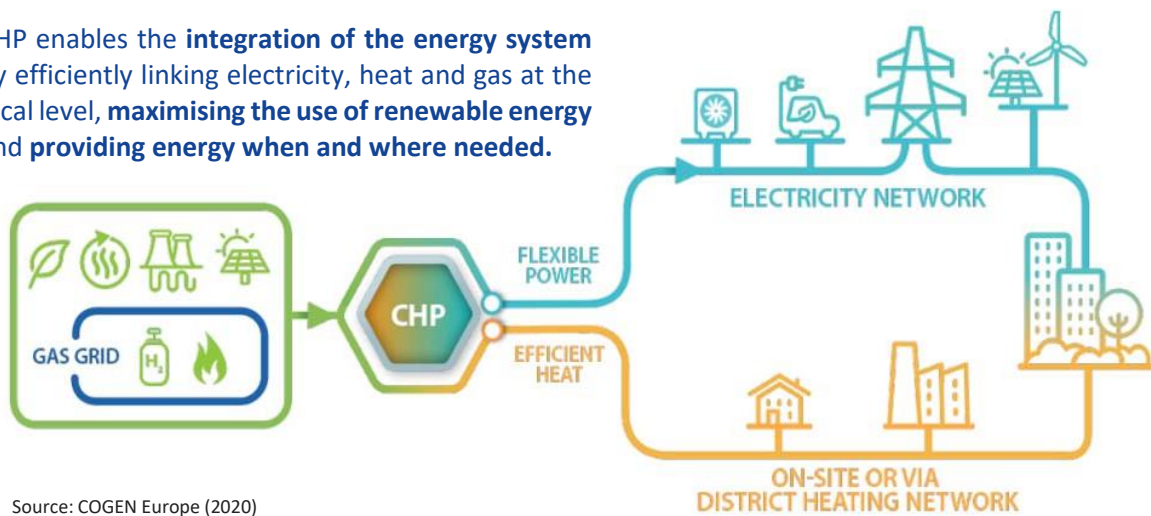 HP enables the integration of the energy system
y efficiently linking electricity, heat and gas at the
cal level, maximising the use of renewable energy
nd providing energy when and where needed.
ELECTRICITY NETWORK
FLEXIBLE
POWER
CHP
GAS GRID
H2
EFFICIENT
HEAT
ON-SITE OR VIA
DISTRICT HEATING NETWORK
Source: COGEN Europe (2020)